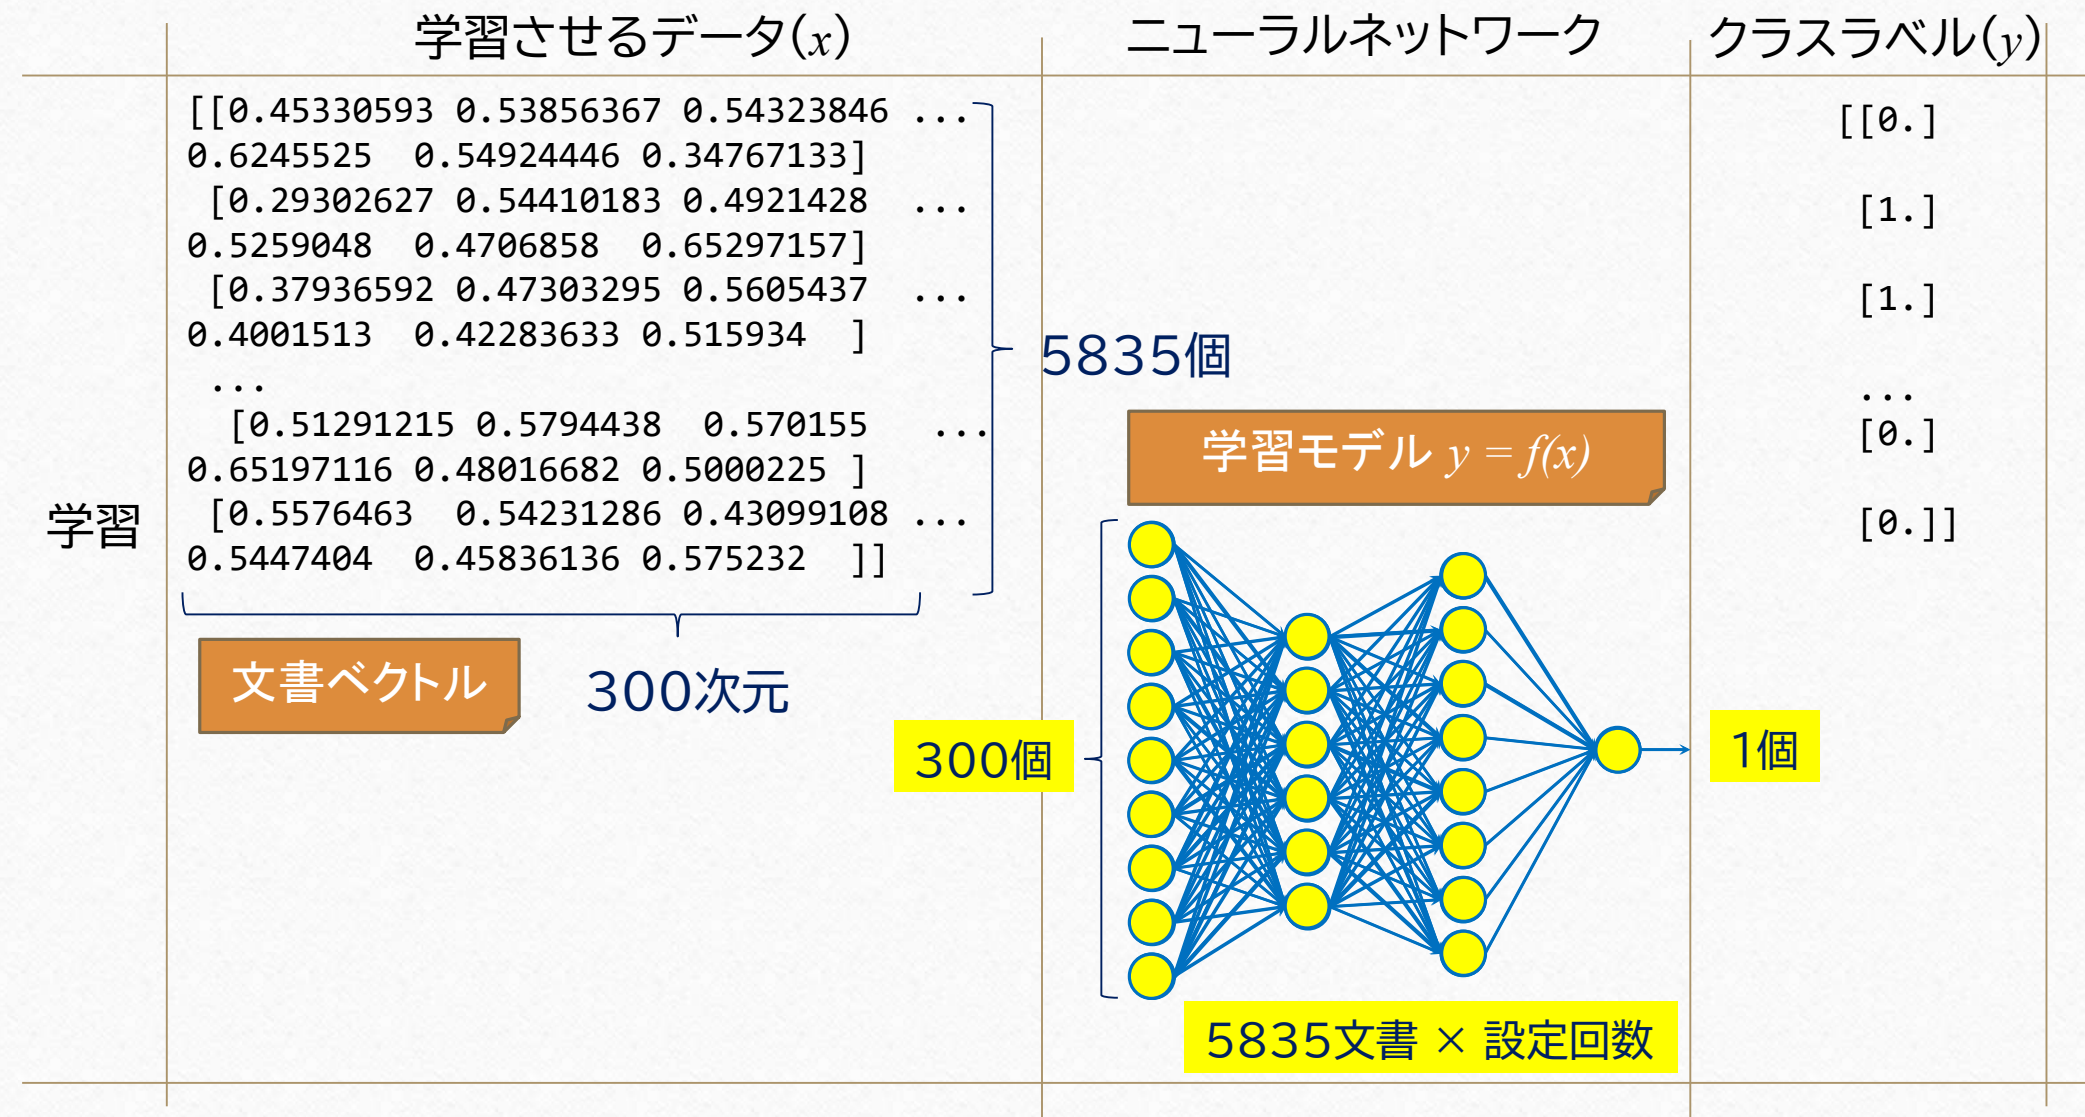 学習させるデータ(x)
ニューラルネットワーク
クラスラベル(y)
学習
[[0.45330593 0.53856367 0.54323846 ...
0.6245525  0.54924446 0.34767133]
[0.29302627 0.54410183 0.4921428  ...
0.5259048  0.4706858  0.65297157]
[0.37936592 0.47303295 0.5605437  ...
0.4001513  0.42283633 0.515934  ]
...
[0.51291215 0.5794438  0.570155   ...
0.65197116 0.48016682 0.5000225 ]
[0.5576463  0.54231286 0.43099108 ...
0.5447404  0.45836136 0.575232  ]]
5835個
文書ベクトル
300次元
学習モデル y = f(x)
300個
1個
5835文書 × 設定回数
[[0.]
[1.]
[1.]
...
[0.]
[0.]]